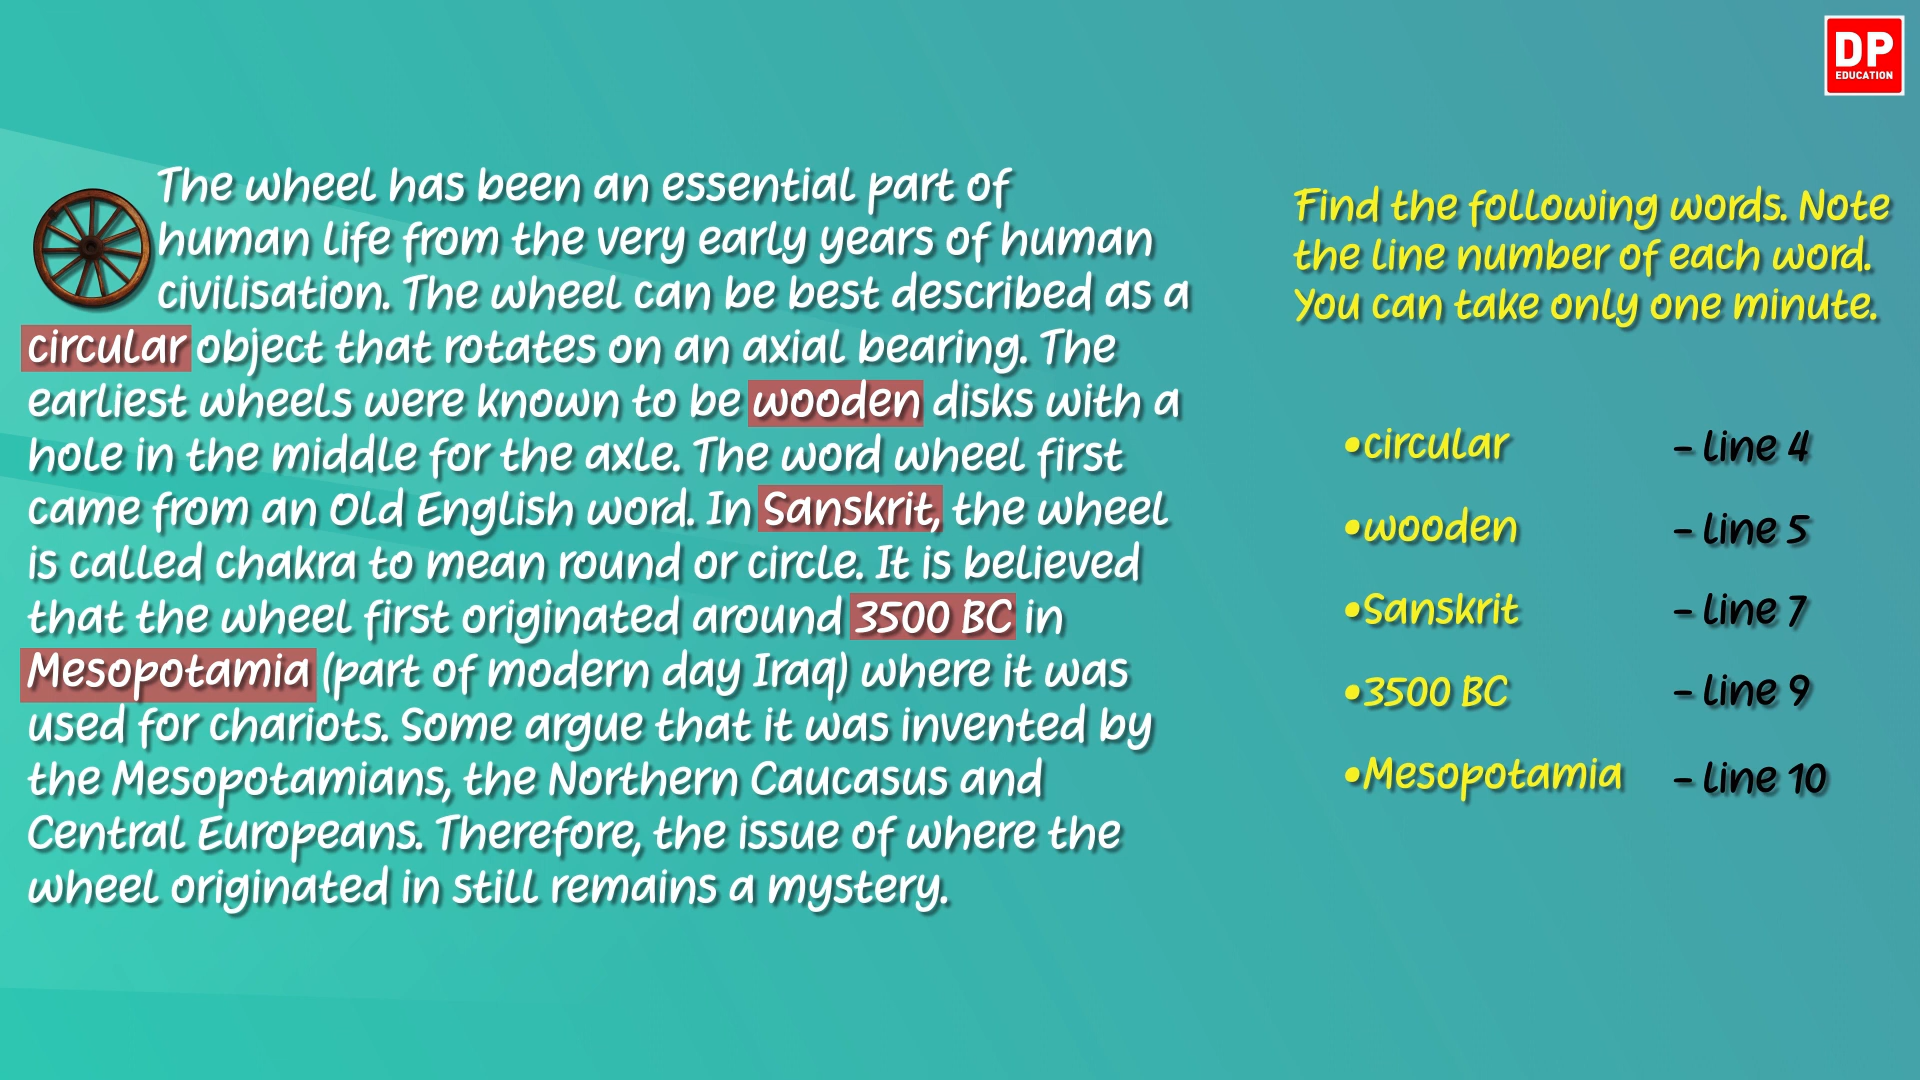 DP
EDUCATION
The wheel has been an essential part of
human life from the very early years of human
civilisation. The wheel can be best described as a
circular object that rotates on an axial bearing. The
earliest wheels were known to be wooden disks with a
hole in the middle for the axle. The word wheel first
came from an Old English word. In Sanskrit, the wheel
is called chakra to mean round or circle. It is believed
that the wheel first originated around 3500 BC in
Mesopotamia (part of modern day Iraq) where it was
used for chariots. Some argue that it was invented by
the Mesopotamians, the Northern Caucasus and
Central Europeans. Therefore, the issue of where the
wheel originated in still remains a mystery.
Find the following words. Note
the line number of each word.
You can take only one minute.
•circular – line 4
•wooden – line 5
•Sanskrit – line 7
•3500 BC – line 9
•Mesopotamia – line 10